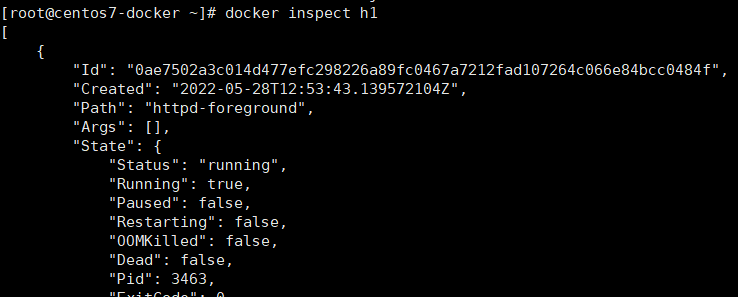 [root@centos7-docker ~]# docker inspect h1
[
    {
        "Id": "0ae7502a3c014d477efc298226a89fc0467a7212fad107264c066e84bcc0484f",
        "Created": "2022-05-28T12:53:43.139572104Z",
        "Path": "httpd-foreground",
        "Args": [],
        "State": {
            "Status": "running",
            "Running": true,
            "Paused": false,
            "Restarting": false,
            "OOMKilled": false,
            "Dead": false,
            "Pid": 3463,
            "ExitCode": 0